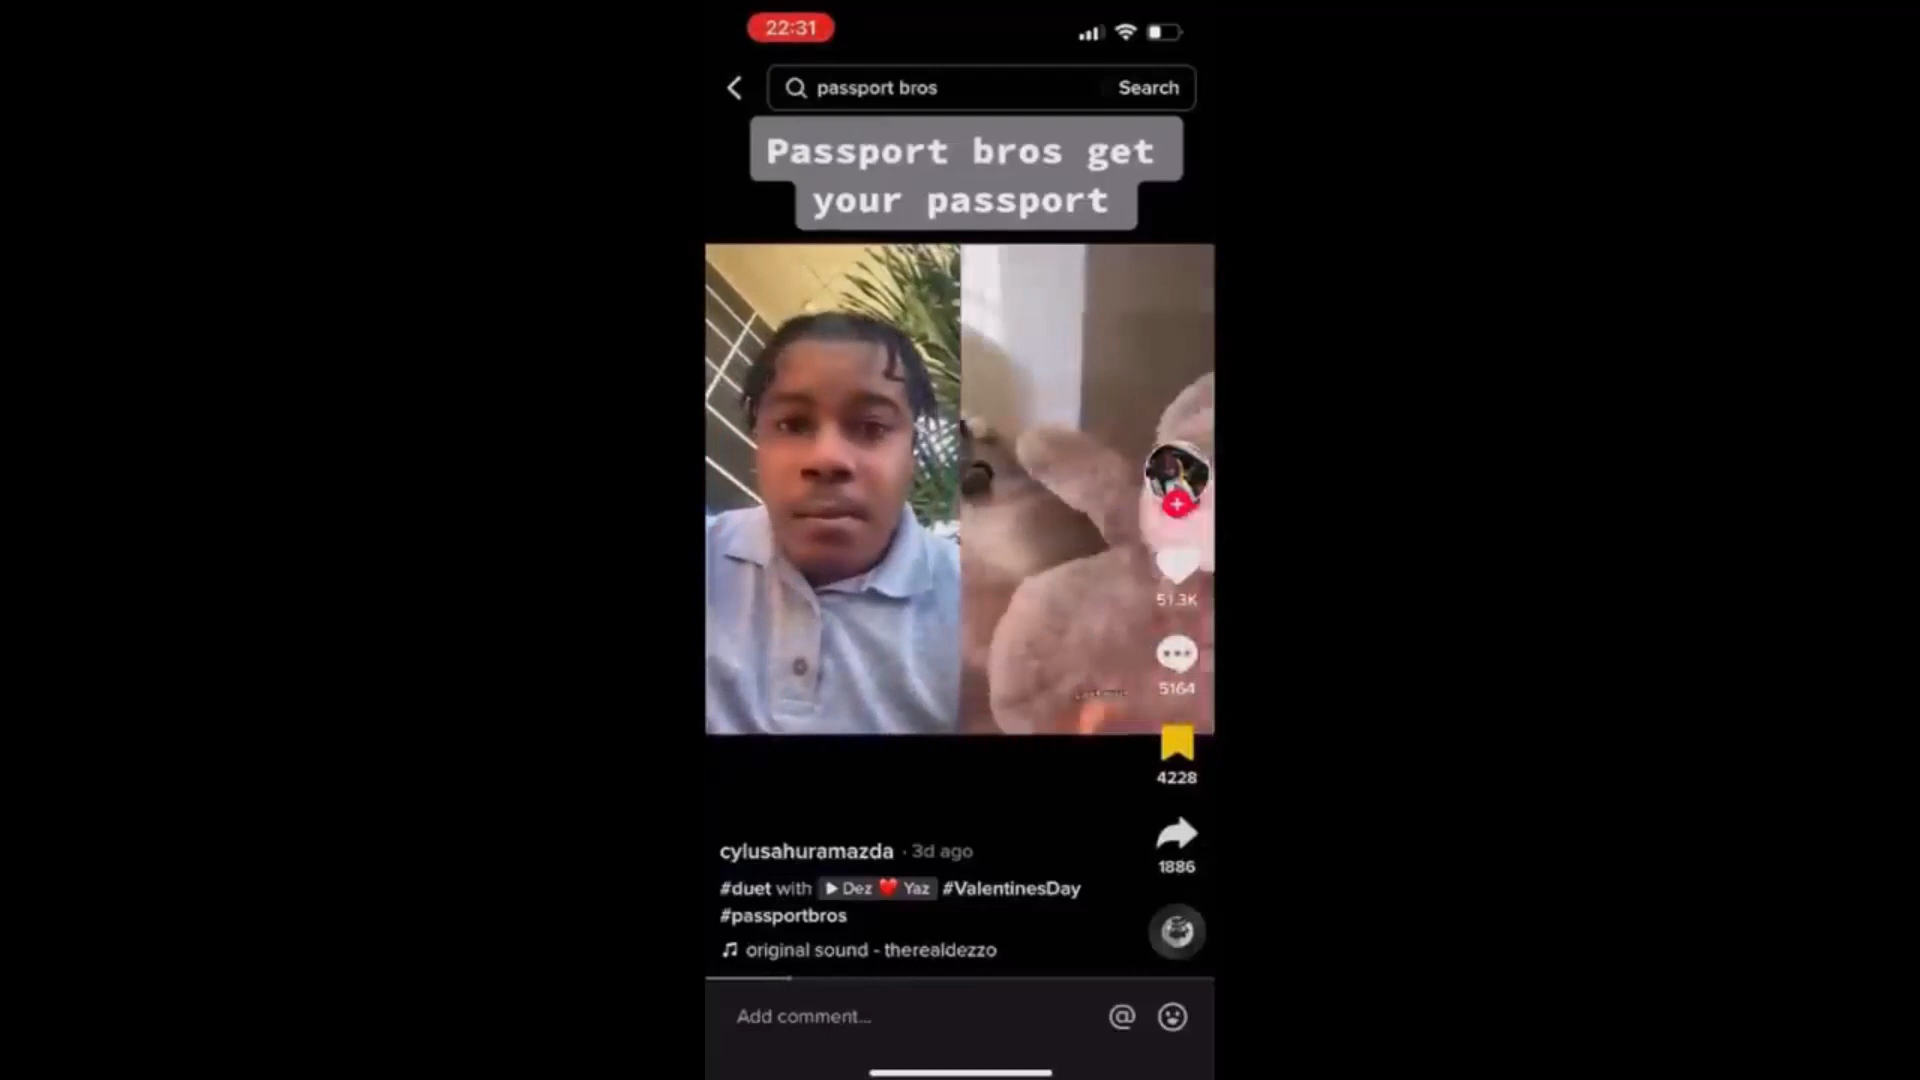 22:31
passport bros Search
Passport bros get
your passport
51.3K
5164
4228
1886
cylusahuramazda · 3d ago
#duet with ▶ Dez ❤️ Yaz #ValentinesDay
#passportbros
original sound - therealdezzo
Add comment...